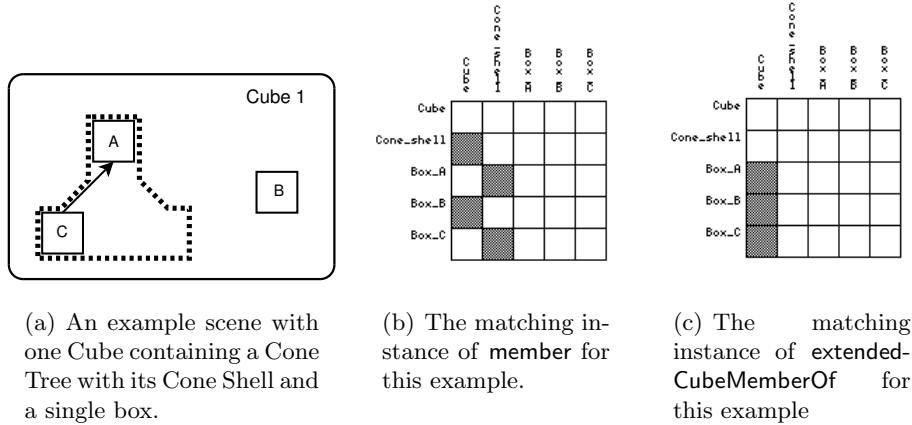 Cube 1
A
B
C
Cube
Cone_shell
Box_A
Box_B
Box_C
Cube
Cone_shell
Box_A
Box_B
Box_C
Cube
Cone_shell
Box_A
Box_B
Box_C
Cube
Cone_shell
Box_A
Box_B
Box_C
(a) An example scene with
one Cube containing a Cone
Tree with its Cone Shell and
a single box.
(b) The matching in-
stance of member for
this example.
(c) The matching
instance of extended-
CubeMemberOf for
this example